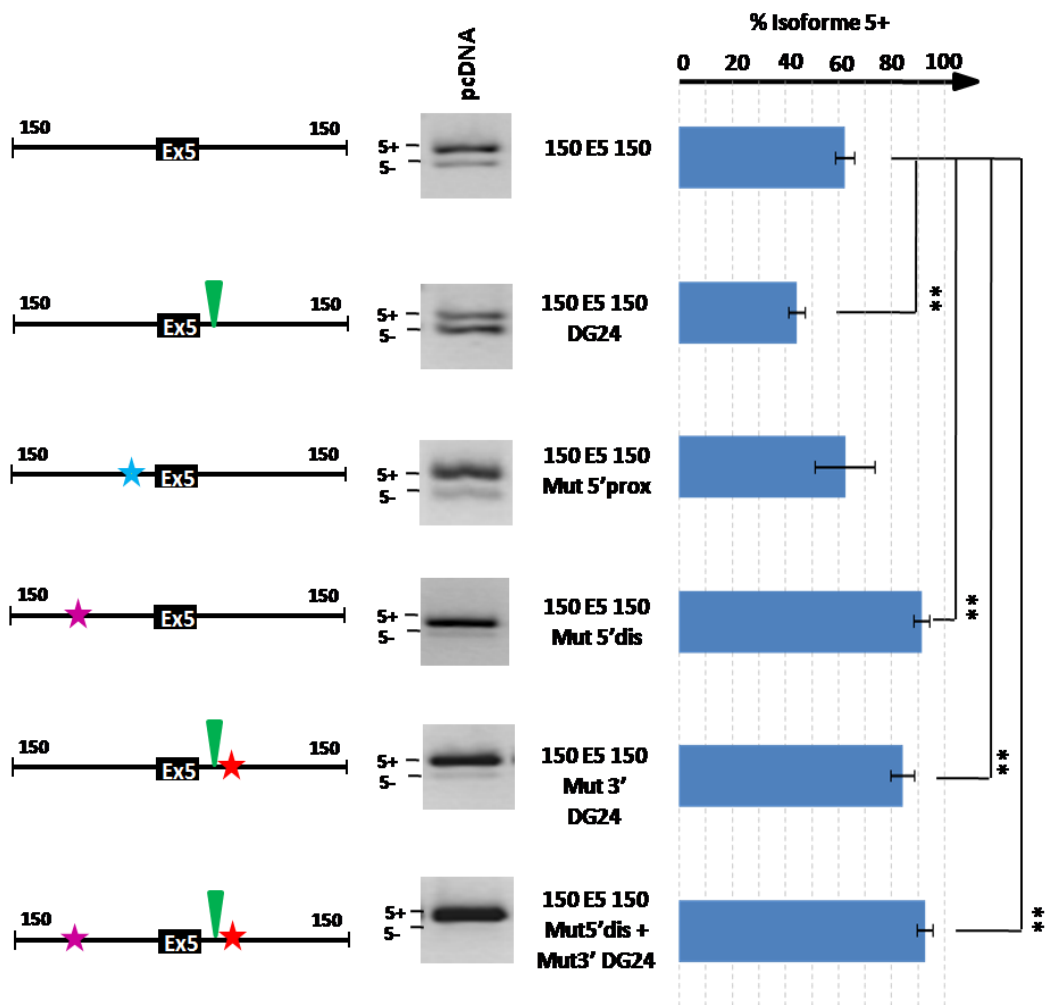 % Isoforme 5+
0 20 40 60 80 100
pcDNA
150 150
Ex5
5+
5-
150 E5 150
150 150
Ex5
5+
5-
150 E5 150
DG24
**
150 150
Ex5
5+
5-
150 E5 150
Mut 5'prox
150 150
Ex5
5+
5-
150 E5 150
Mut 5'dis
**
150 150
Ex5
5+
5-
150 E5 150
Mut 3'
DG24
**
150 150
Ex5
5+
5-
150 E5 150
Mut5'dis +
Mut3' DG24
**